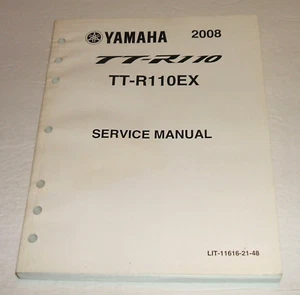 YAMAHA 2008
TT-R110
TT-R110EX
SERVICE MANUAL
LIT-11616-21-48